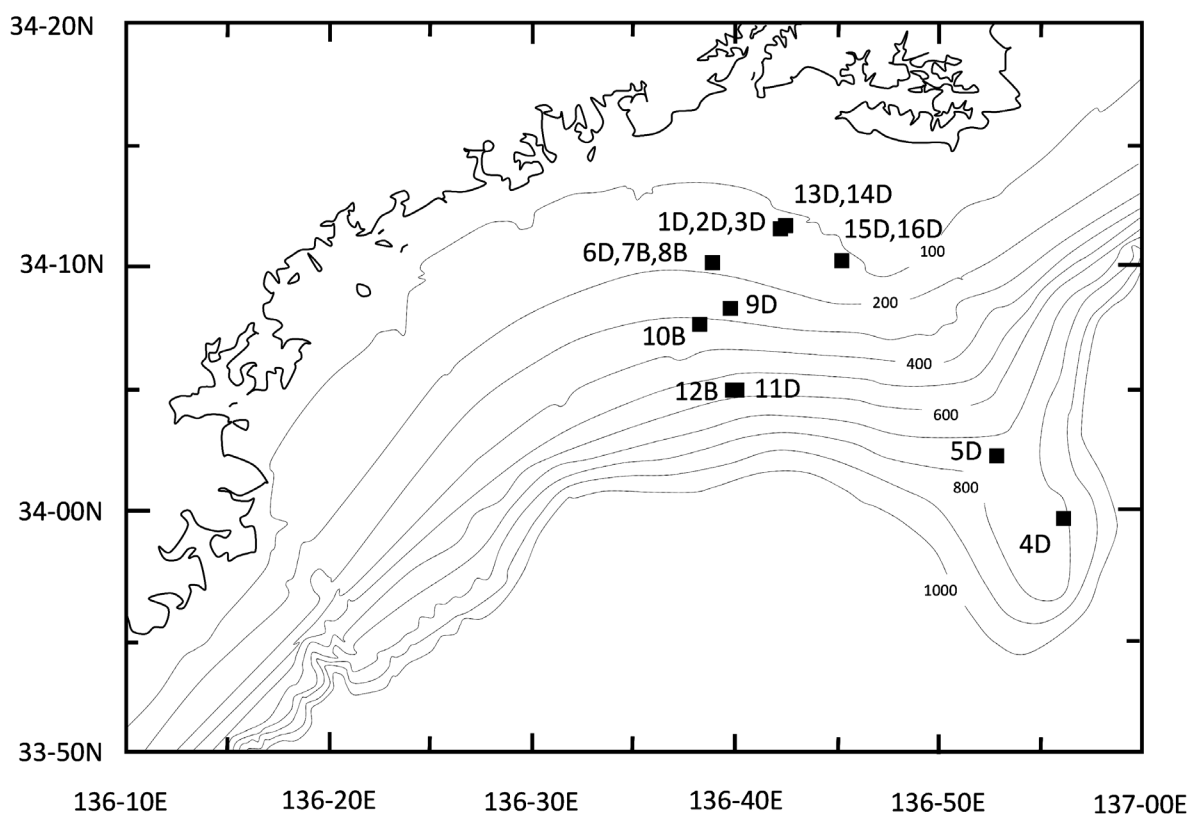 34-20N
13D,14D
1D,2D,3D
15D,16D
100
6D,7B,8B
34-10N
200
9D
10B
400
12B
11D
600
5D
800
34-00N
4D
1000
33-50N
136-10E
136-20E
136-30E
136-40E
136-50E
137-00E